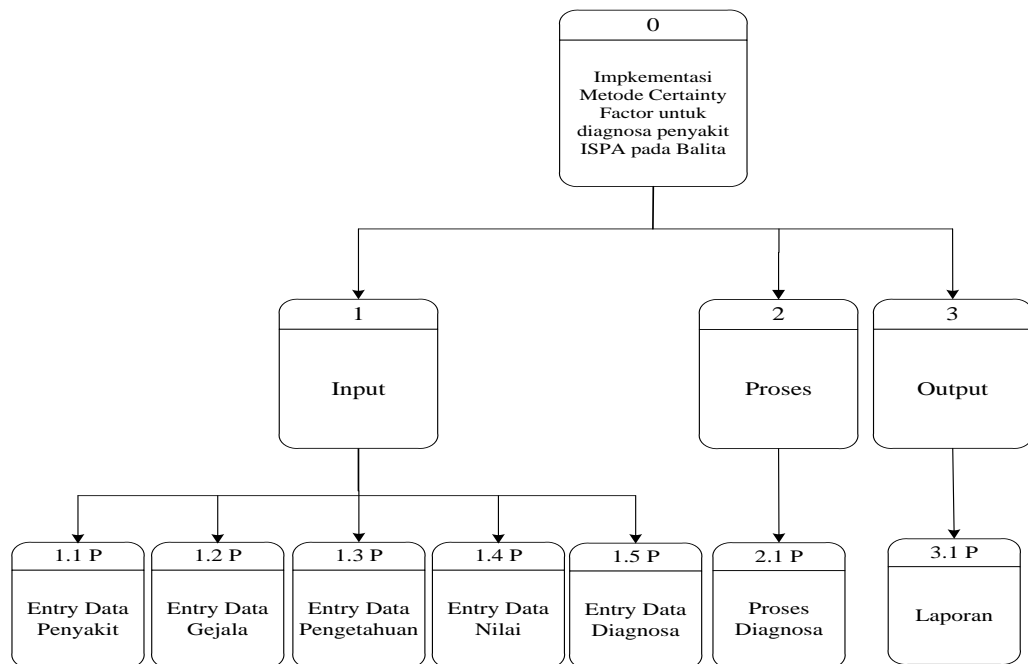 0
Impkementasi
Metode Certainty
Factor untuk
diagnosa penyakit
ISPA pada Balita
1
Input
2
Proses
3
Output
1.1 P
Entry Data
Penyakit
1.2 P
Entry Data
Gejala
1.3 P
Entry Data
Pengetahuan
1.4 P
Entry Data
Nilai
1.5 P
Entry Data
Diagnosa
2.1 P
Proses
Diagnosa
3.1 P
Laporan